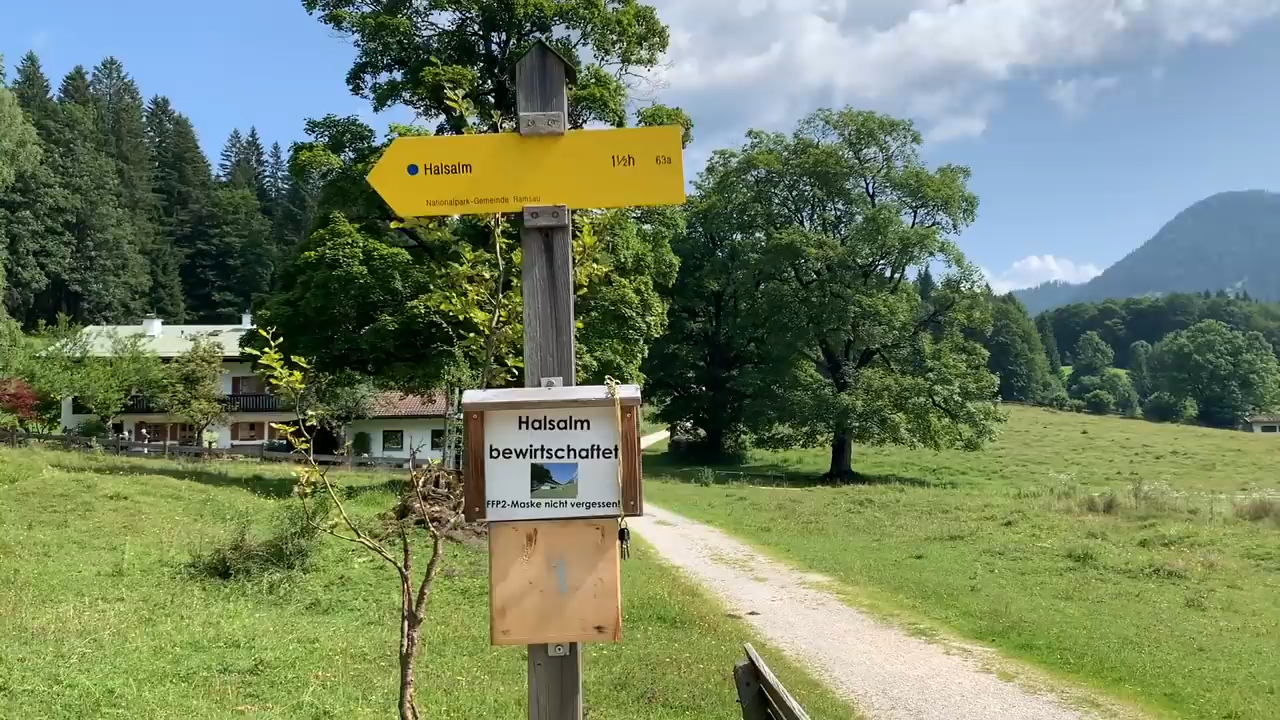 Halsalm 1½h 63a
Nationalpark-Gemeinde Ramsau
Halsalm
bewirtschaftet
FFP2-Maske nicht vergessen!